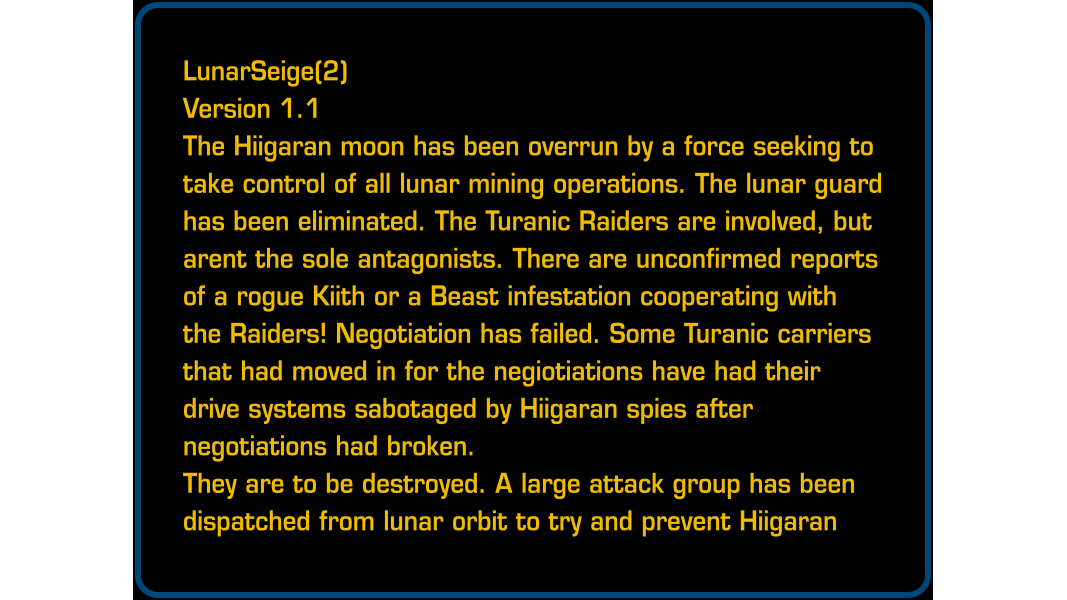 LunarSeige(2)
Version 1.1
The Hiigaran moon has been overrun by a force seeking to
take control of all lunar mining operations. The lunar guard
has been eliminated. The Turanic Raiders are involved, but
arent the sole antagonists. There are unconfirmed reports
of a rogue Kiith or a Beast infestation cooperating with
the Raiders! Negotiation has failed. Some Turanic carriers
that had moved in for the negiotiations have had their
drive systems sabotaged by Hiigaran spies after
negotiations had broken.
They are to be destroyed. A large attack group has been
dispatched from lunar orbit to try and prevent Hiigaran